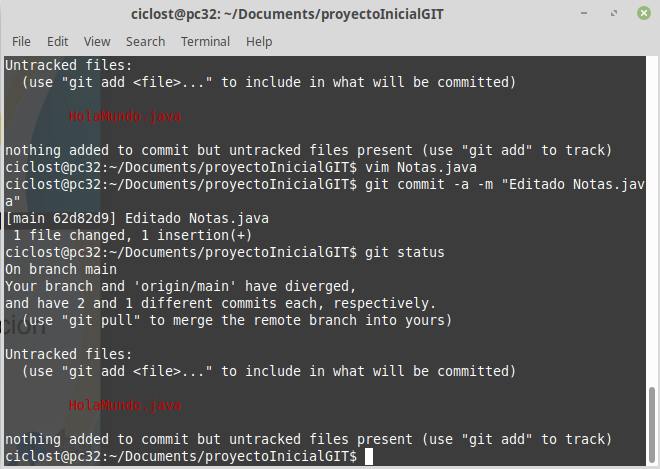 ciclost@pc32: ~/Documents/proyectoInicialGIT
File Edit View Search Terminal Help
Untracked files:
  (use "git add <file>..." to include in what will be committed)
        HolaMundo.java
nothing added to commit but untracked files present (use "git add" to track)
ciclost@pc32:~/Documents/proyectoInicialGIT$ vim Notas.java
ciclost@pc32:~/Documents/proyectoInicialGIT$ git commit -a -m "Editado Notas.jav
a"
[main 62d82d9] Editado Notas.java
 1 file changed, 1 insertion(+)
ciclost@pc32:~/Documents/proyectoInicialGIT$ git status
On branch main
Your branch and 'origin/main' have diverged,
and have 2 and 1 different commits each, respectively.
  (use "git pull" to merge the remote branch into yours)
Untracked files:
  (use "git add <file>..." to include in what will be committed)
        HolaMundo.java
nothing added to commit but untracked files present (use "git add" to track)
ciclost@pc32:~/Documents/proyectoInicialGIT$